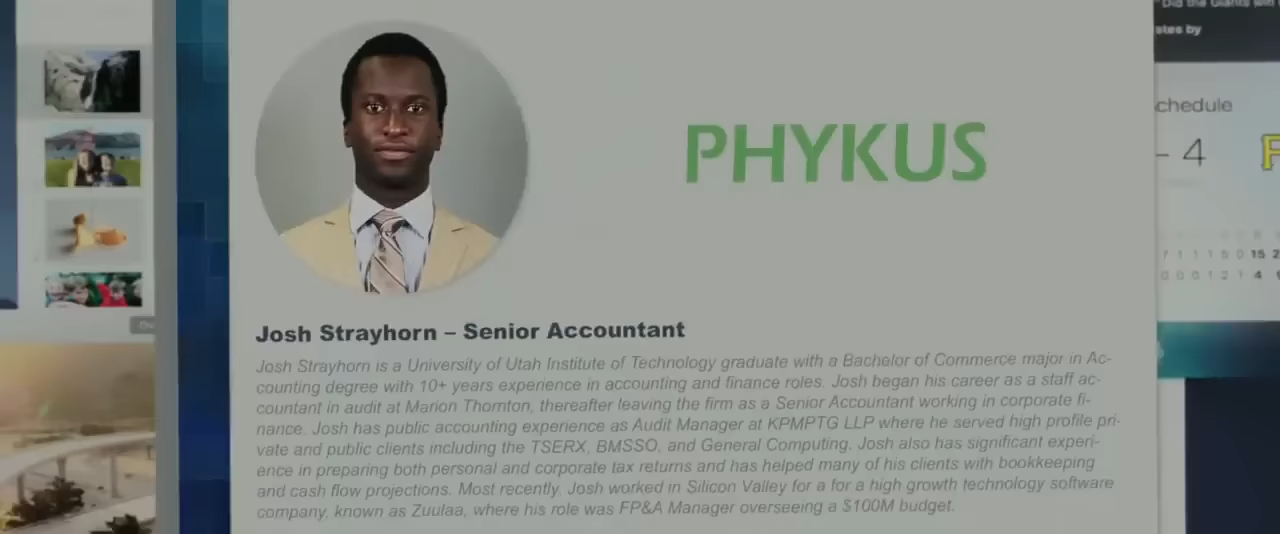 PHYKUS
Josh Strayhorn – Senior Accountant
Josh Strayhorn is a University of Utah Institute of Technology graduate with a Bachelor of Commerce major in Ac-
counting degree with 10+ years experience in accounting and finance roles. Josh began his career as a staff ac-
countant in audit at Marion Thornton, thereafter leaving the firm as a Senior Accountant working in corporate fi-
nance. Josh has public accounting experience as Audit Manager at KPMPTG LLP where he served high profile pri-
vate and public clients including the TSERX, BMSSO, and General Computing. Josh also has significant experi-
ence in preparing both personal and corporate tax returns and has helped many of his clients with bookkeeping
and cash flow projections. Most recently, Josh worked in Silicon Valley for a for a high growth technology software
company, known as Zuulaa, where his role was FP&A Manager overseeing a $100M budget.
"Did the Giants win
ates by
chedule
- 4